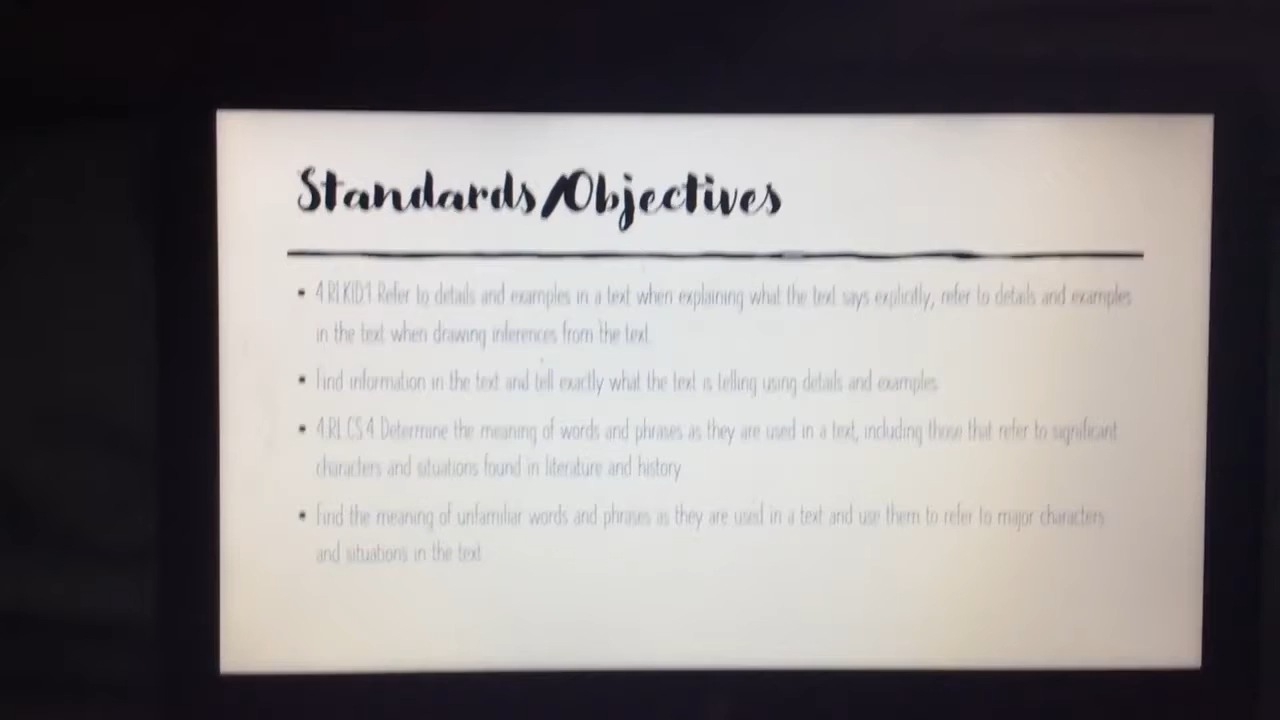 Standards/Objectives
• 4.RI.KID.1 Refer to details and examples in a text when explaining what the text says explicitly; refer to details and examples
in the text when drawing inferences from the text.
• Find information in the text and tell exactly what the text is telling using details and examples
• 4.RL.CS.4 Determine the meaning of words and phrases as they are used in a text, including those that refer to significant
characters and situations found in literature and history
• Find the meaning of unfamiliar words and phrases as they are used in a text and use them to refer to major characters
and situations in the text